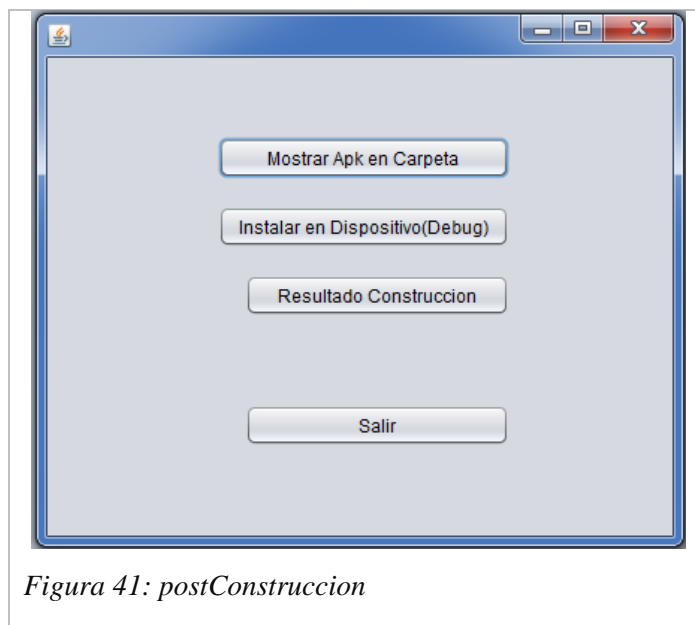 Mostrar Apk en Carpeta
Instalar en Dispositivo(Debug)
Resultado Construccion
Salir
Figura 41: postConstruccion